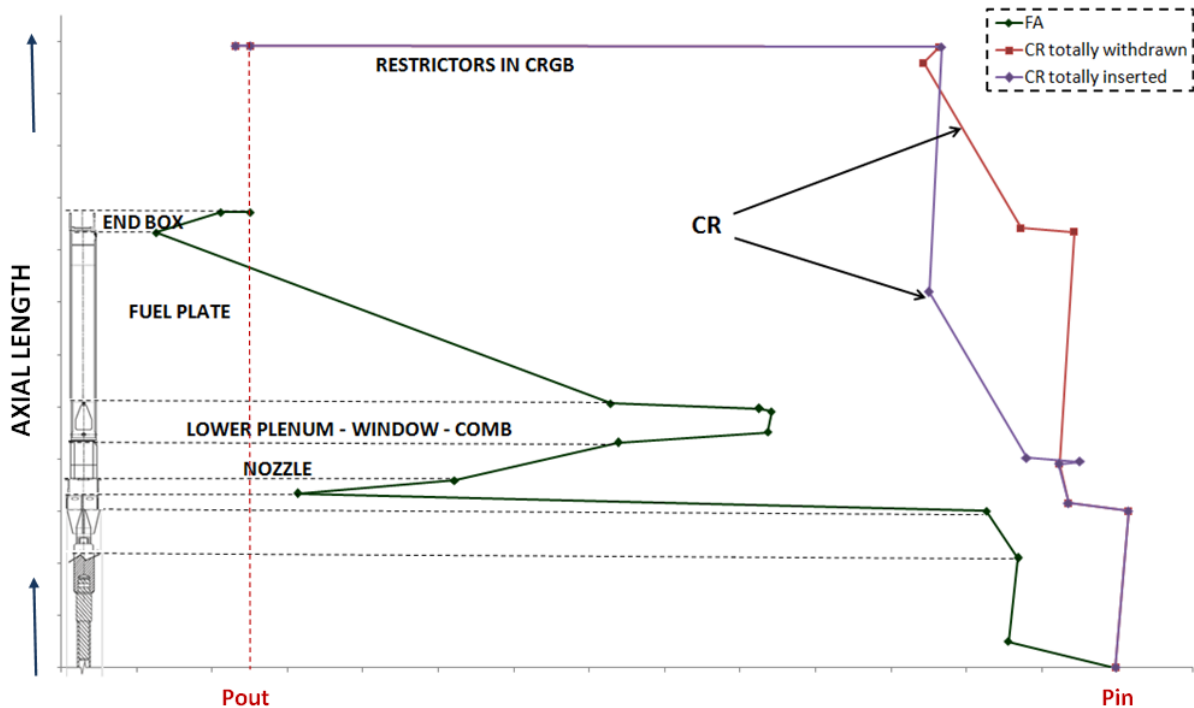 FA
CR totally withdrawn
CR totally inserted
RESTRICTORS IN CRGB
END BOX
CR
FUEL PLATE
AXIAL LENGTH
LOWER PLENUM - WINDOW - COMB
NOZZLE
Pout
Pin